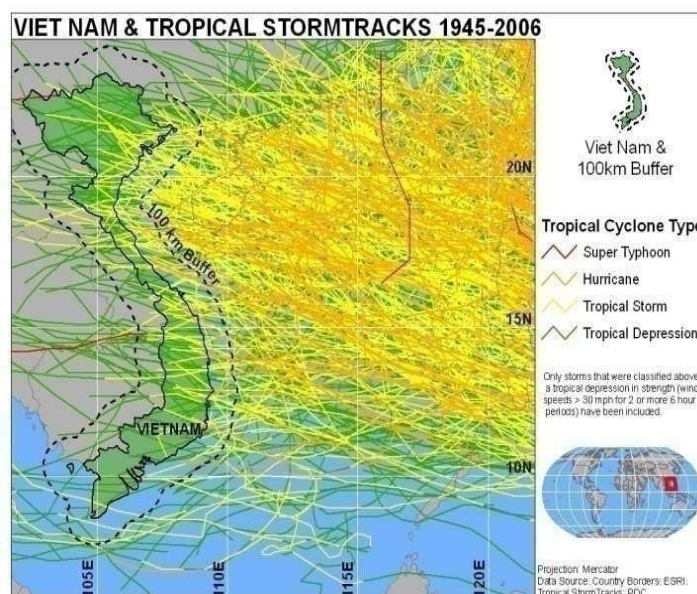 VIET NAM & TROPICAL STORMTRACKS 1945-2006
Viet Nam &
100km Buffer
20N
100 km Buffer
Tropical Cyclone Type
Super Typhoon
Hurricane
15N
Tropical Storm
Tropical Depression
Only storms that were classified above
a tropical depression in strength (wind
speeds > 30 mph for 2 or more 6 hour
periods) have been included.
VIETNAM
10N
105E
110E
115E
120E
Projection: Mercator
Data Source: Country Borders: ESRI.
Tropical StormTracks: PDC